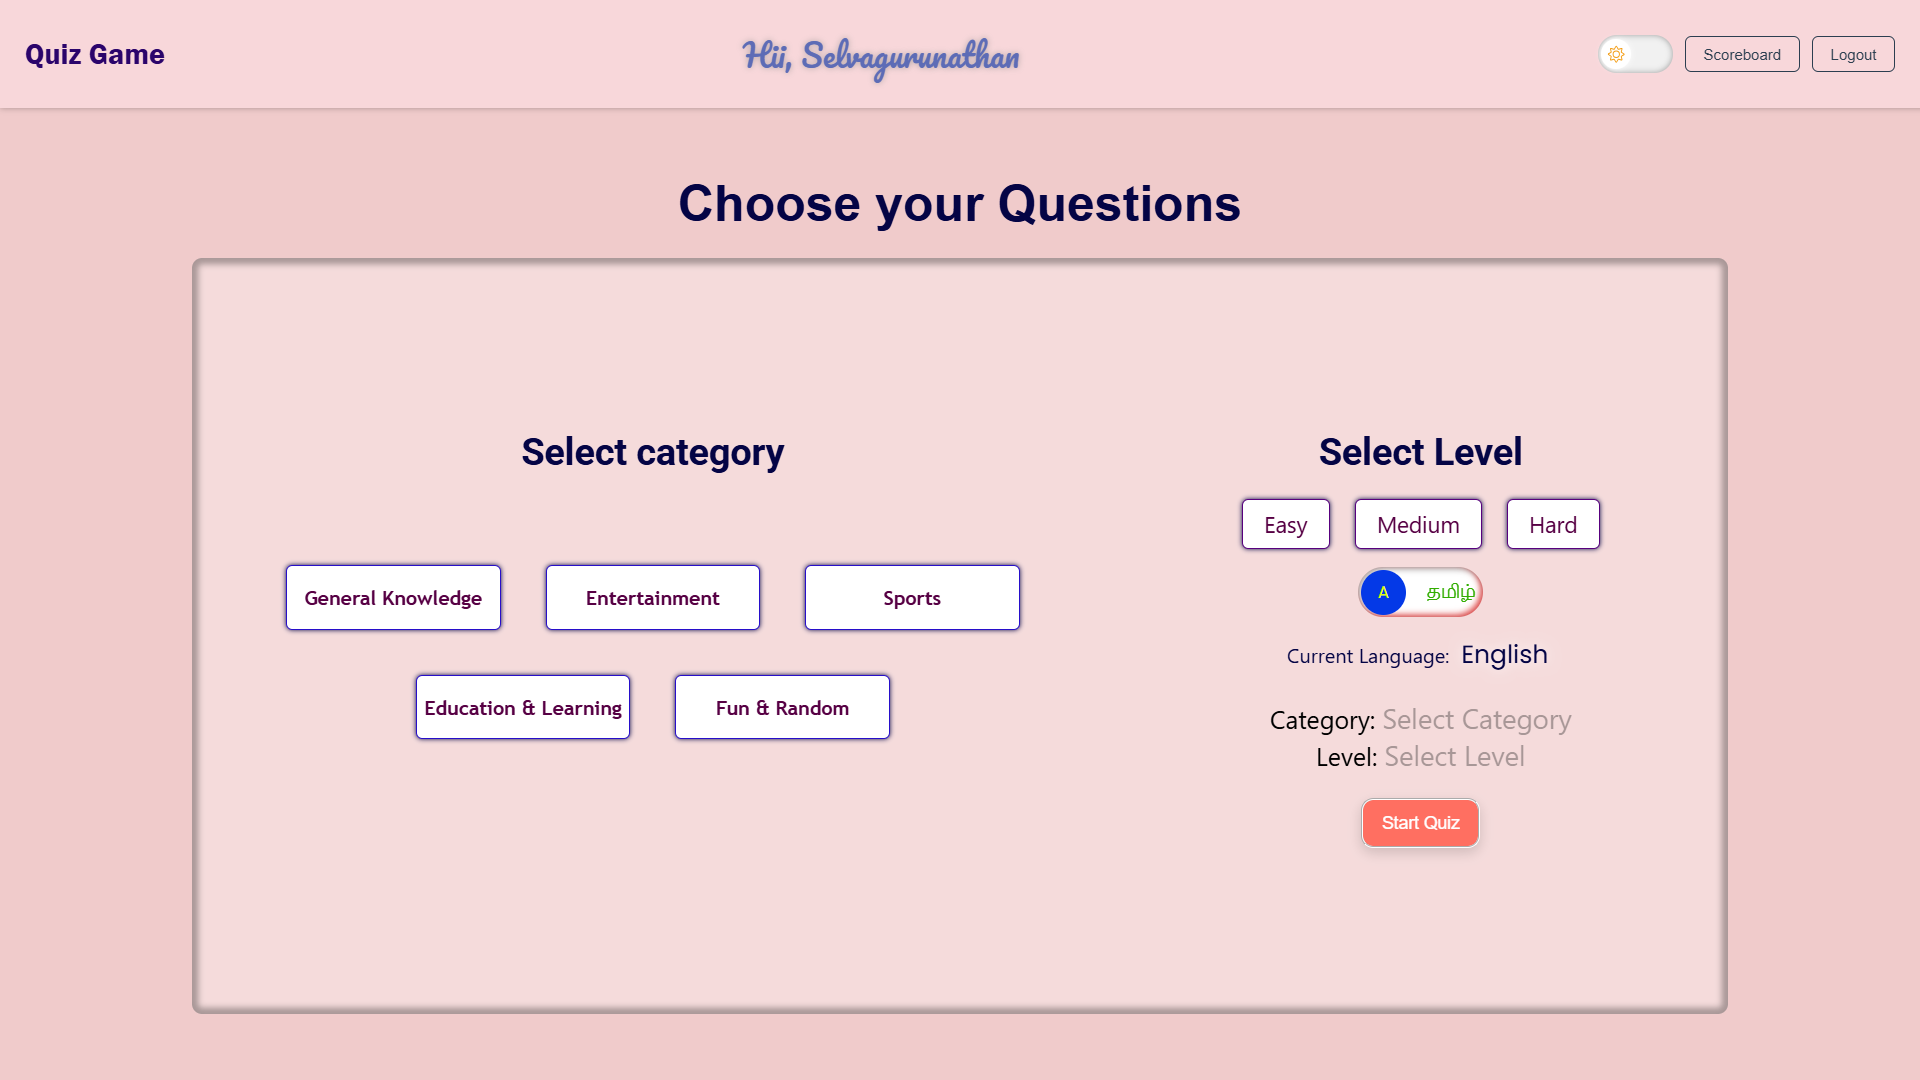 Quiz Game
Hii, Selvagurunathan
Scoreboard
Logout
Choose your Questions
Select category
General Knowledge
Entertainment
Sports
Education & Learning
Fun & Random
Select Level
Easy
Medium
Hard
A
தமிழ்
Current Language: English
Category: Select Category
Level: Select Level
Start Quiz